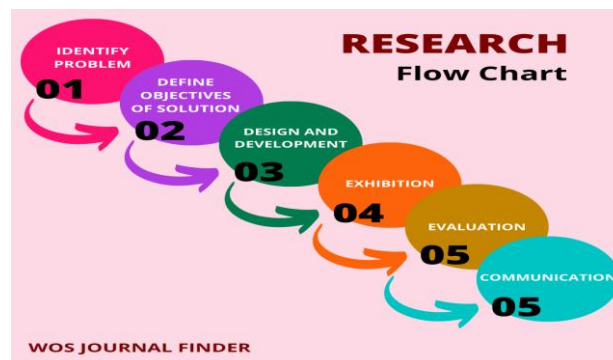 RESEARCH
Flow Chart
IDENTIFY
PROBLEM
01
DEFINE
OBJECTIVES
OF SOLUTION
02
DESIGN AND
DEVELOPMENT
03
EXHIBITION
04
EVALUATION
05
COMMUNICATION
05
WOS JOURNAL FINDER